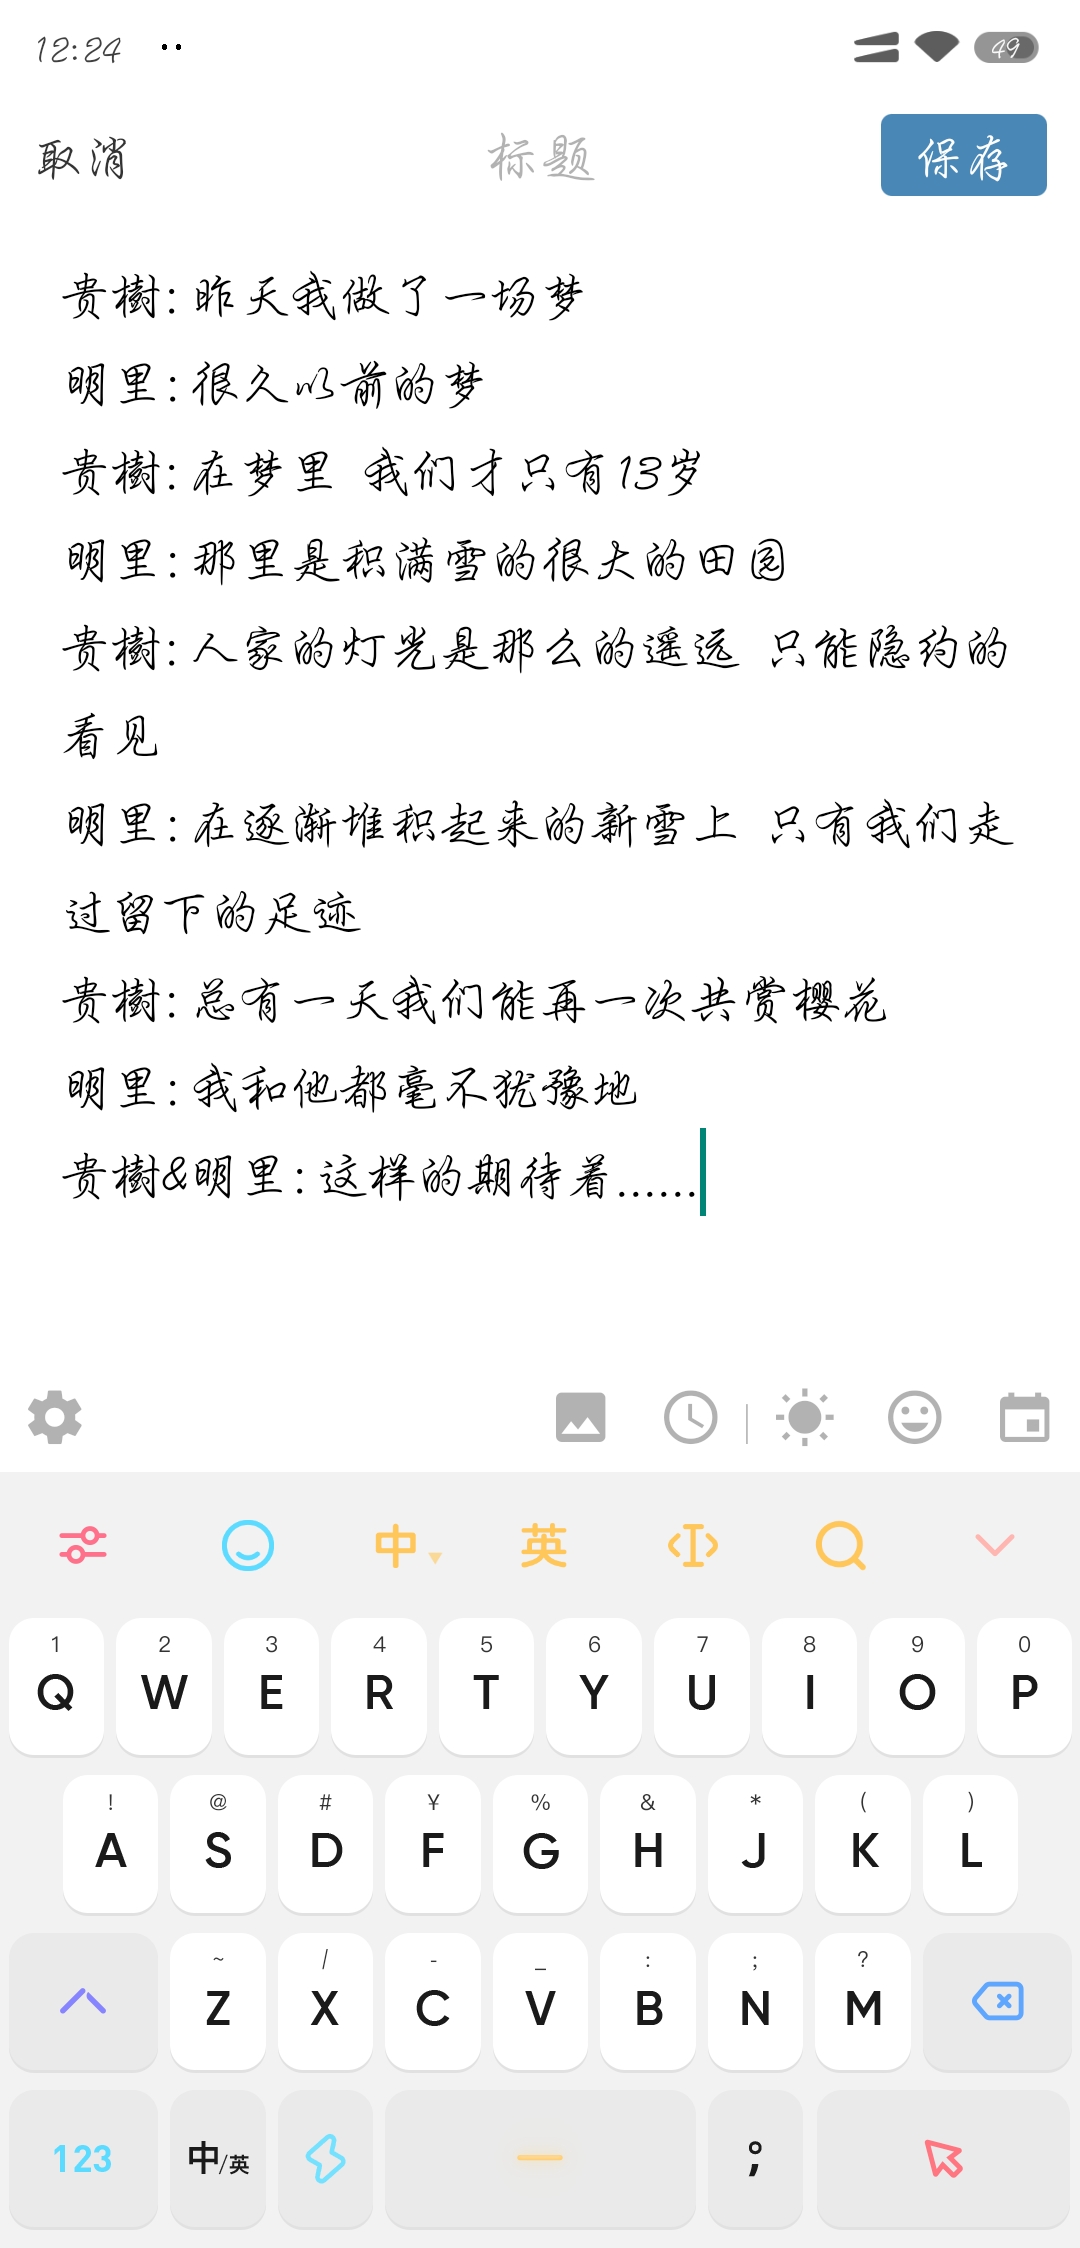 12:24
49
取消
标题
保存
贵樹: 昨天我做了一场梦
明里: 很久以前的梦
贵樹: 在梦里 我们才只有13岁
明里: 那里是积满雪的很大的田园
贵樹: 人家的灯光是那么的遥远 只能隐约的
看见
明里: 在逐渐堆积起来的新雪上 只有我们走
过留下的足迹
贵樹: 总有一天我们能再一次共赏樱花
明里: 我和他都毫不犹豫地
贵樹&明里: 这样的期待着......
中 英
1 2 3 4 5 6 7 8 9 0
Q W E R T Y U I O P
! @ # ¥ % & * ( )
A S D F G H J K L
~ / - _ : ; ?
Z X C V B N M
123 中/英 ;